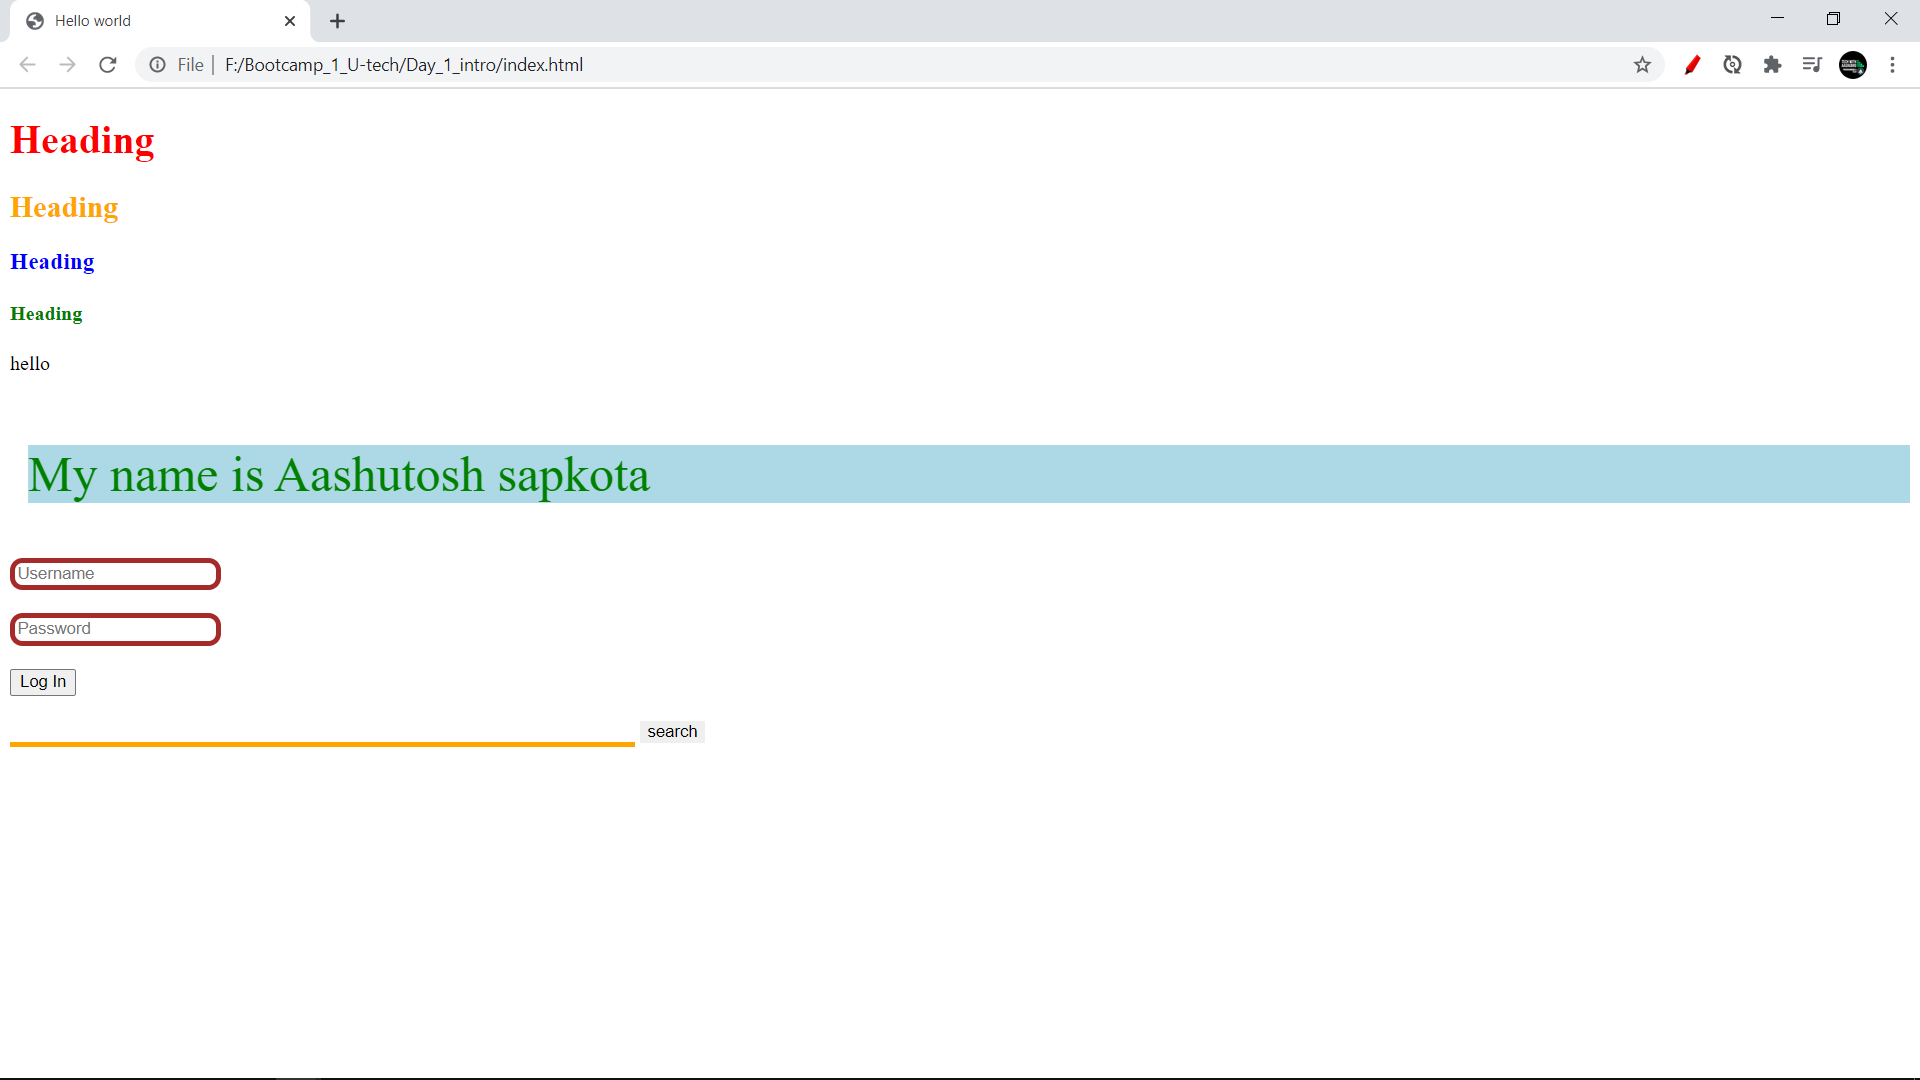 Hello world
File | F:/Bootcamp_1_U-tech/Day_1_intro/index.html
Heading
Heading
Heading
Heading
hello
My name is Aashutosh sapkota
Username
Password
Log In
search